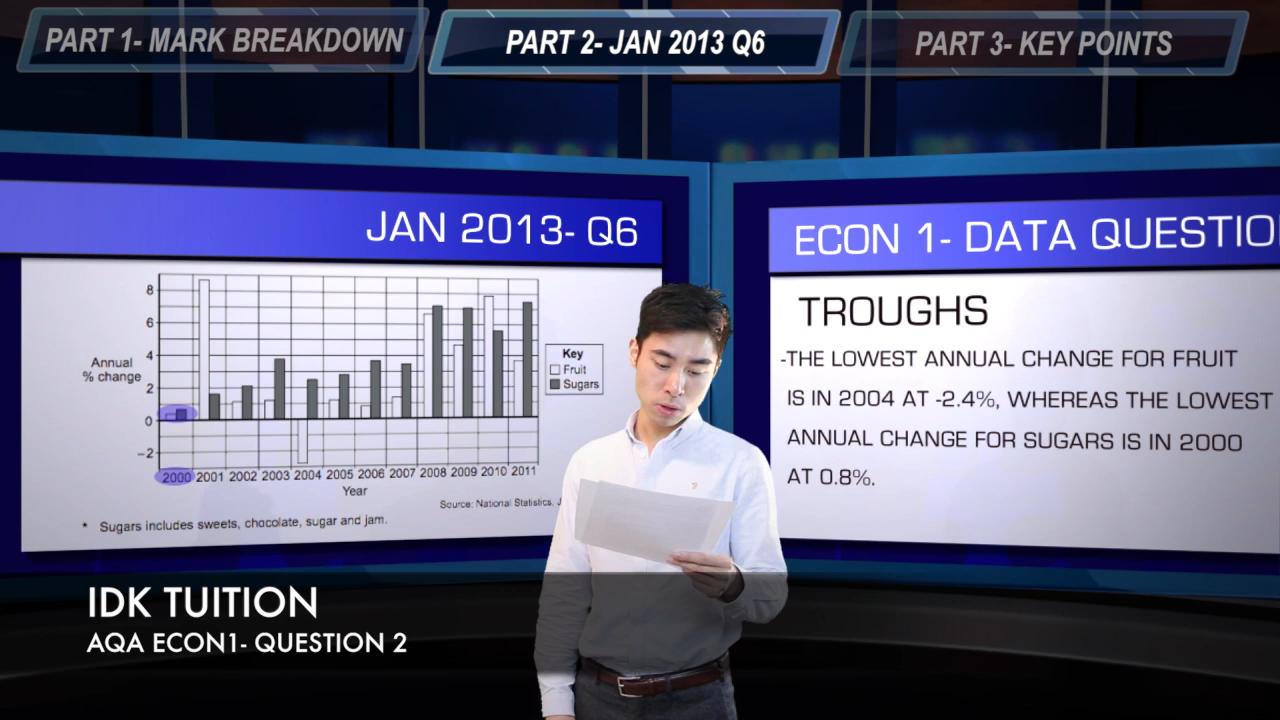 PART 1- MARK BREAKDOWN
PART 2- JAN 2013 Q6
PART 3- KEY POINTS
JAN 2013- Q6
8
6
4
2
0
−2
Annual
% change
Key
Fruit
Sugars
2000 2001 2002 2003 2004 2005 2006 2007 2008 2009 2010 2011
Year
Source: National Statistics,
* Sugars includes sweets, chocolate, sugar and jam.
ECON 1- DATA QUESTIO
TROUGHS
-THE LOWEST ANNUAL CHANGE FOR FRUIT
IS IN 2004 AT -2.4%, WHEREAS THE LOWEST
ANNUAL CHANGE FOR SUGARS IS IN 2000
AT 0.8%.
IDK TUITION
AQA ECON1- QUESTION 2